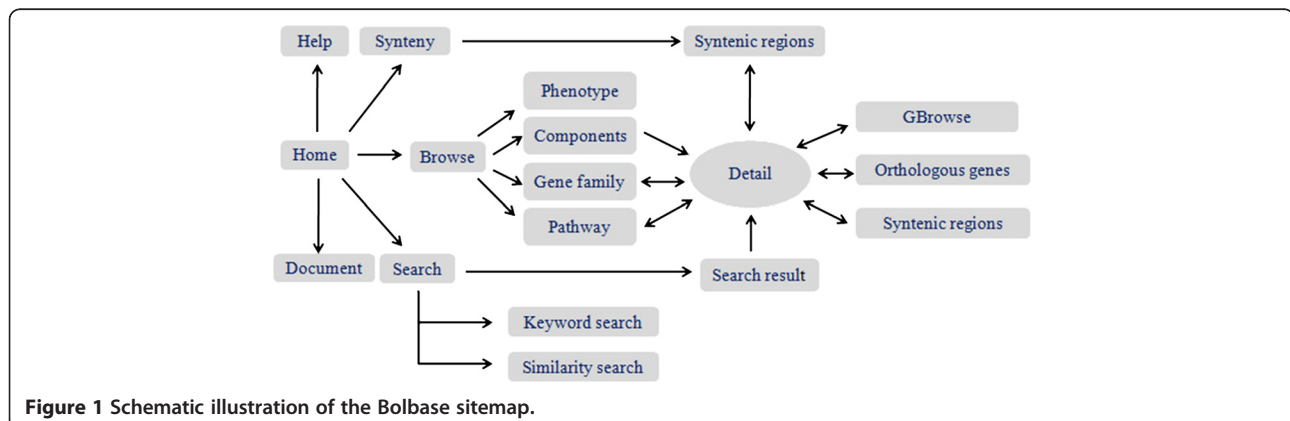 Help
Synteny
Syntenic regions
Phenotype
GBrowse
Components
Home
Browse
Gene family
Detail
Orthologous genes
Pathway
Syntenic regions
Document
Search
Search result
Keyword search
Similarity search
Figure 1 Schematic illustration of the Bolbase sitemap.